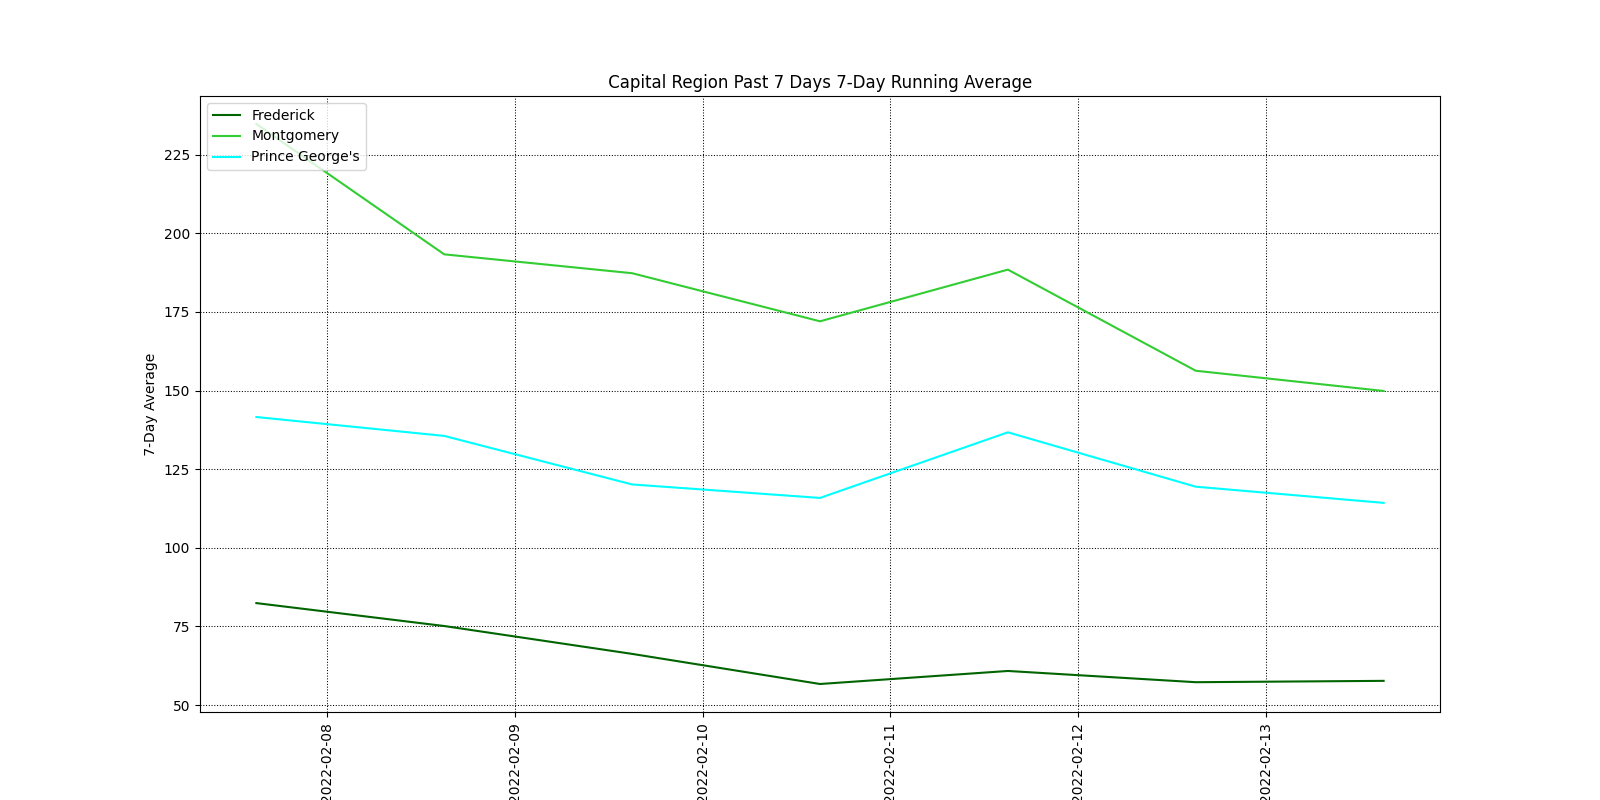 Capital Region Past 7 Days 7-Day Running Average
Frederick
Montgomery
Prince George's
225
200
175
150
125
100
75
50
7-Day Average
2022-02-08
2022-02-09
2022-02-10
2022-02-11
2022-02-12
2022-02-13